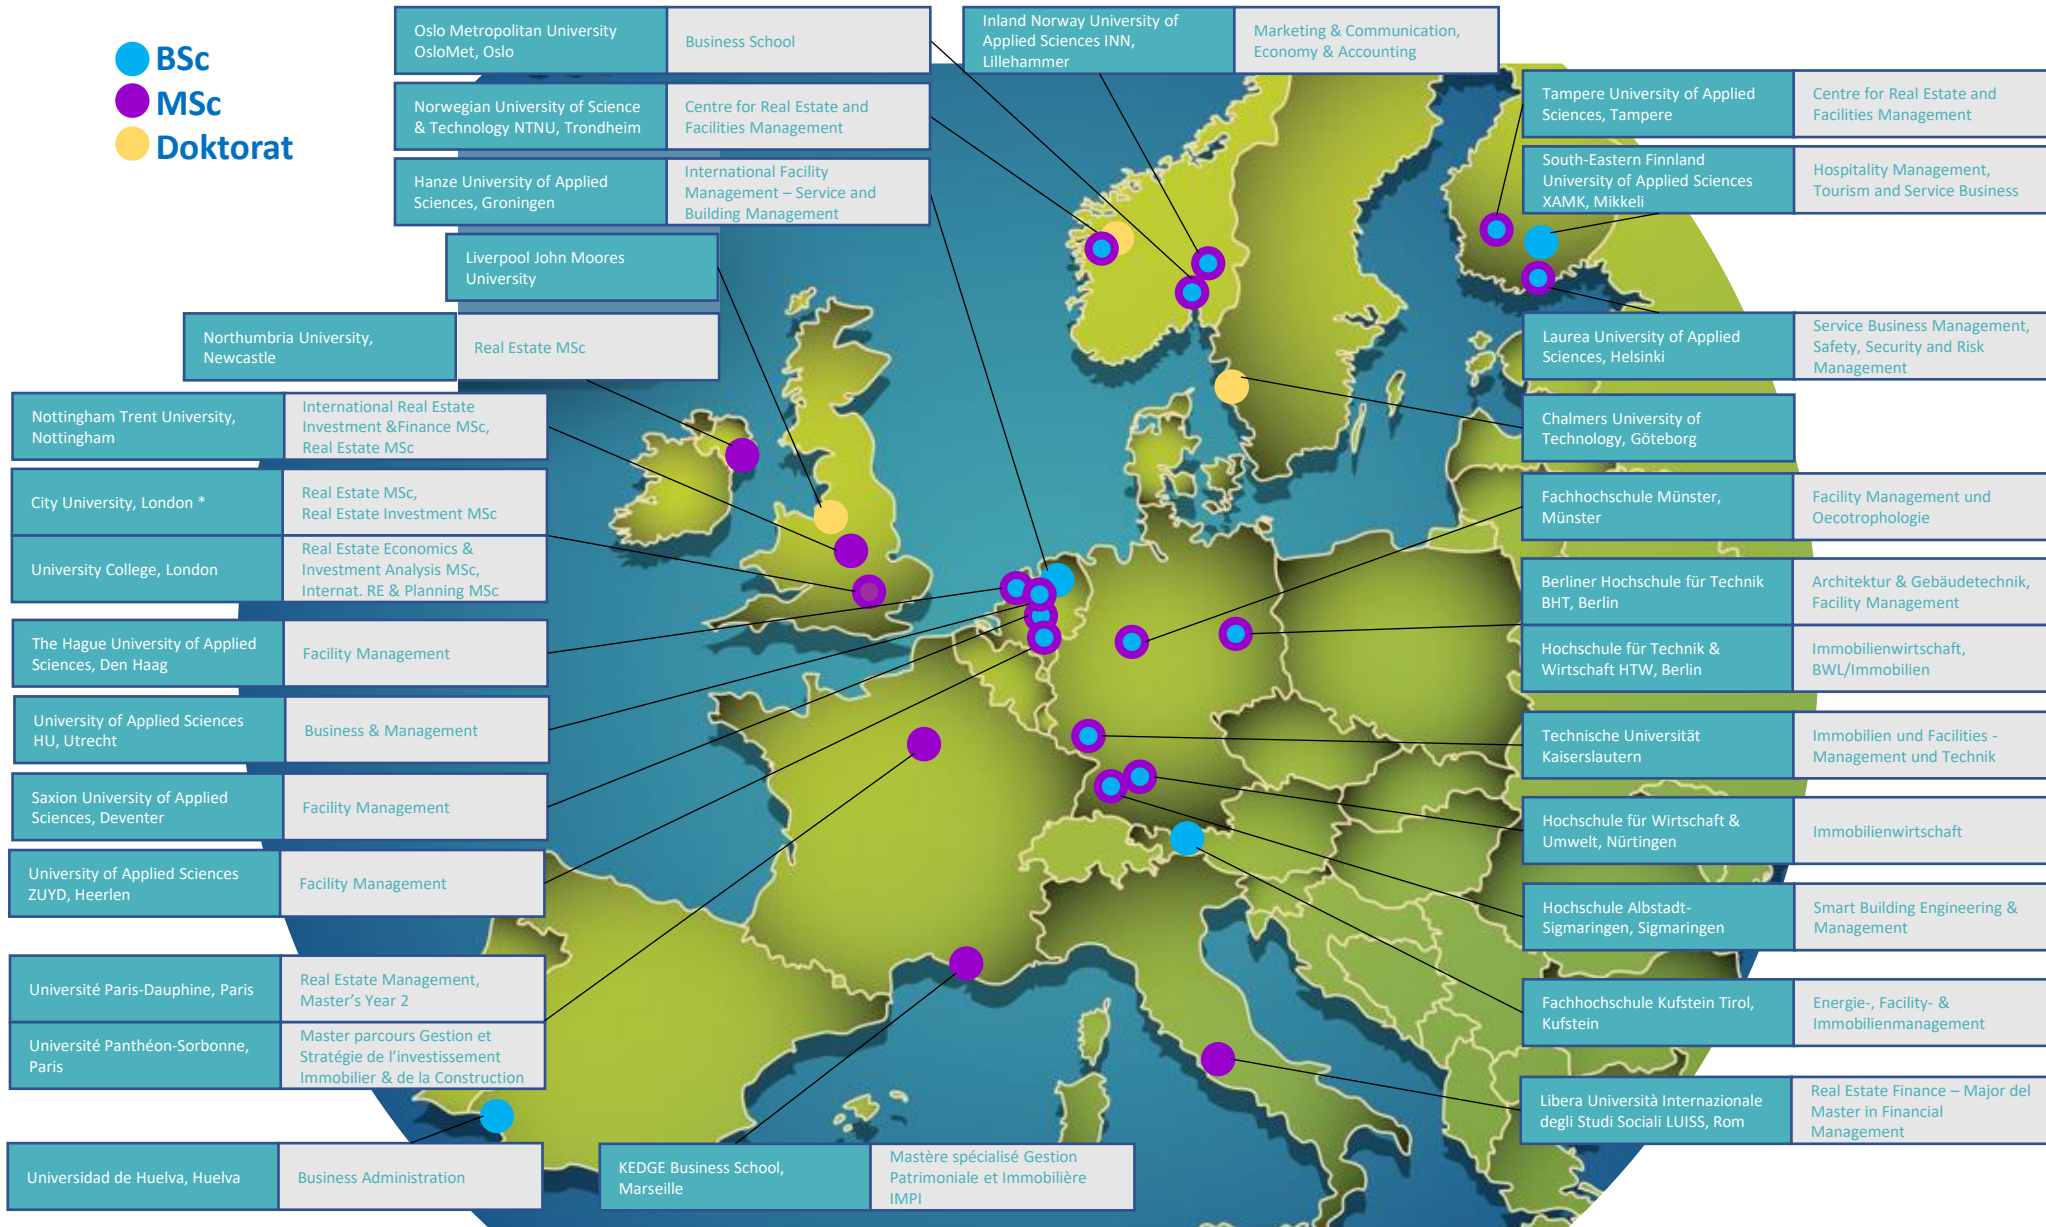 BSc
MSc
Doktorat
Oslo Metropolitan University
OsloMet, Oslo
Business School
Inland Norway University of
Applied Sciences INN,
Lillehammer
Marketing & Communication,
Economy & Accounting
Norwegian University of Science
& Technology NTNU, Trondheim
Centre for Real Estate and
Facilities Management
Hanze University of Applied
Sciences, Groningen
International Facility
Management – Service and
Building Management
Liverpool John Moores
University
Northumbria University,
Newcastle
Real Estate MSc
Nottingham Trent University,
Nottingham
International Real Estate
Investment &Finance MSc,
Real Estate MSc
City University, London *
Real Estate MSc,
Real Estate Investment MSc
University College, London
Real Estate Economics &
Investment Analysis MSc,
Internat. RE & Planning MSc
The Hague University of Applied
Sciences, Den Haag
Facility Management
University of Applied Sciences
HU, Utrecht
Business & Management
Saxion University of Applied
Sciences, Deventer
Facility Management
University of Applied Sciences
ZUYD, Heerlen
Facility Management
Université Paris-Dauphine, Paris
Real Estate Management,
Master's Year 2
Université Panthéon-Sorbonne,
Paris
Master parcours Gestion et
Stratégie de l'investissement
Immobilier & de la Construction
Universidad de Huelva, Huelva
Business Administration
KEDGE Business School,
Marseille
Mastère spécialisé Gestion
Patrimoniale et Immobilière
IMPI
Tampere University of Applied
Sciences, Tampere
Centre for Real Estate and
Facilities Management
South-Eastern Finnland
University of Applied Sciences
XAMK, Mikkeli
Hospitality Management,
Tourism and Service Business
Laurea University of Applied
Sciences, Helsinki
Service Business Management,
Safety, Security and Risk
Management
Chalmers University of
Technology, Göteborg
Fachhochschule Münster,
Münster
Facility Management und
Oecotrophologie
Berliner Hochschule für Technik
BHT, Berlin
Architektur & Gebäudetechnik,
Facility Management
Hochschule für Technik &
Wirtschaft HTW, Berlin
Immobilienwirtschaft,
BWL/Immobilien
Technische Universität
Kaiserslautern
Immobilien und Facilities -
Management und Technik
Hochschule für Wirtschaft &
Umwelt, Nürtingen
Immobilienwirtschaft
Hochschule Albstadt-
Sigmaringen, Sigmaringen
Smart Building Engineering &
Management
Fachhochschule Kufstein Tirol,
Kufstein
Energie-, Facility- &
Immobilienmanagement
Libera Università Internazionale
degli Studi Sociali LUISS, Rom
Real Estate Finance – Major del
Master in Financial
Management